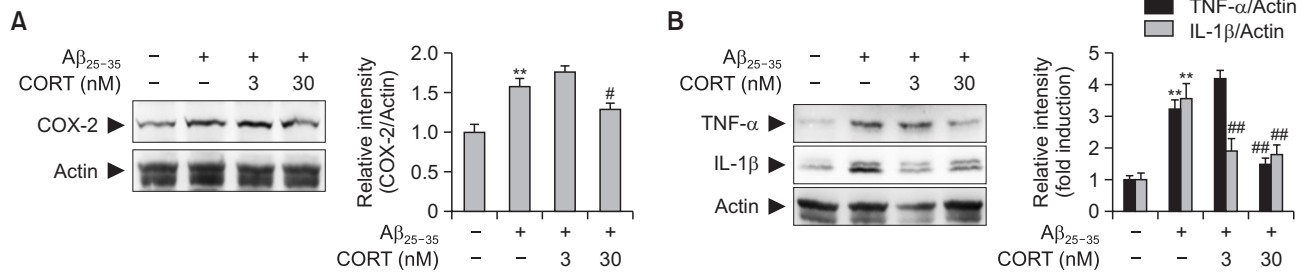 A
Aβ25–35 – + + +
CORT (nM) – – 3 30
COX-2
Actin
Relative intensity
(COX-2/Actin)
2.0
1.5
1.0
0.5
0
**
#
Aβ25–35 – + + +
CORT (nM) – – 3 30
B
Aβ25–35 – + + +
CORT (nM) – – 3 30
TNF-α
IL-1β
Actin
TNF-α/Actin
IL-1β/Actin
Relative intensity
(fold induction)
5
4
3
2
1
0
** **
##
## ##
Aβ25–35 – + + +
CORT (nM) – – 3 30